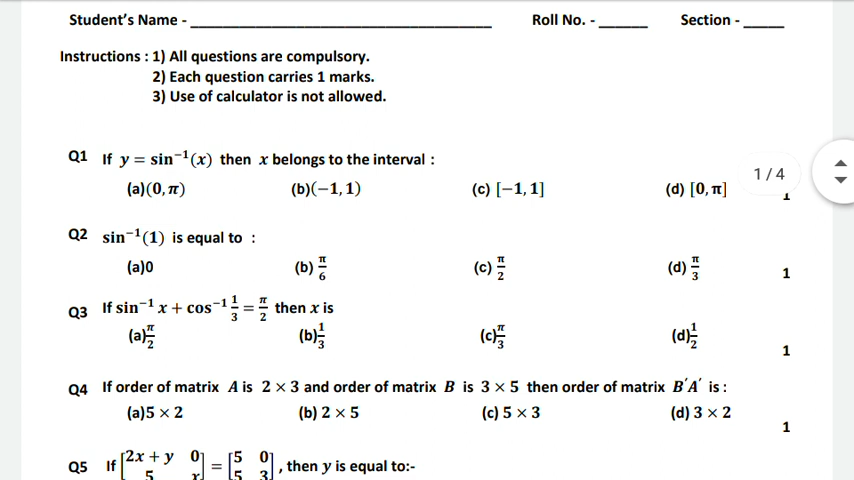 Student's Name - ______________________ Roll No. - ______ Section - _____
Instructions : 1) All questions are compulsory.
2) Each question carries 1 marks.
3) Use of calculator is not allowed.
Q1 If y = sin⁻¹(x) then x belongs to the interval :
1 / 4
(a)(0, π) (b)(−1, 1) (c) [−1, 1] (d) [0, π] 1
Q2 sin⁻¹(1) is equal to :
(a)0 (b) π/6 (c) π/2 (d) π/3 1
Q3 If sin⁻¹ x + cos⁻¹ 1/3 = π/2 then x is
(a)π/2 (b)1/3 (c)π/3 (d)1/2
1
Q4 If order of matrix A is 2 × 3 and order of matrix B is 3 × 5 then order of matrix B′A′ is :
(a)5 × 2 (b) 2 × 5 (c) 5 × 3 (d) 3 × 2
1
Q5 If [2x + y 0; 5 x] = [5 0; 5 3] , then y is equal to:-